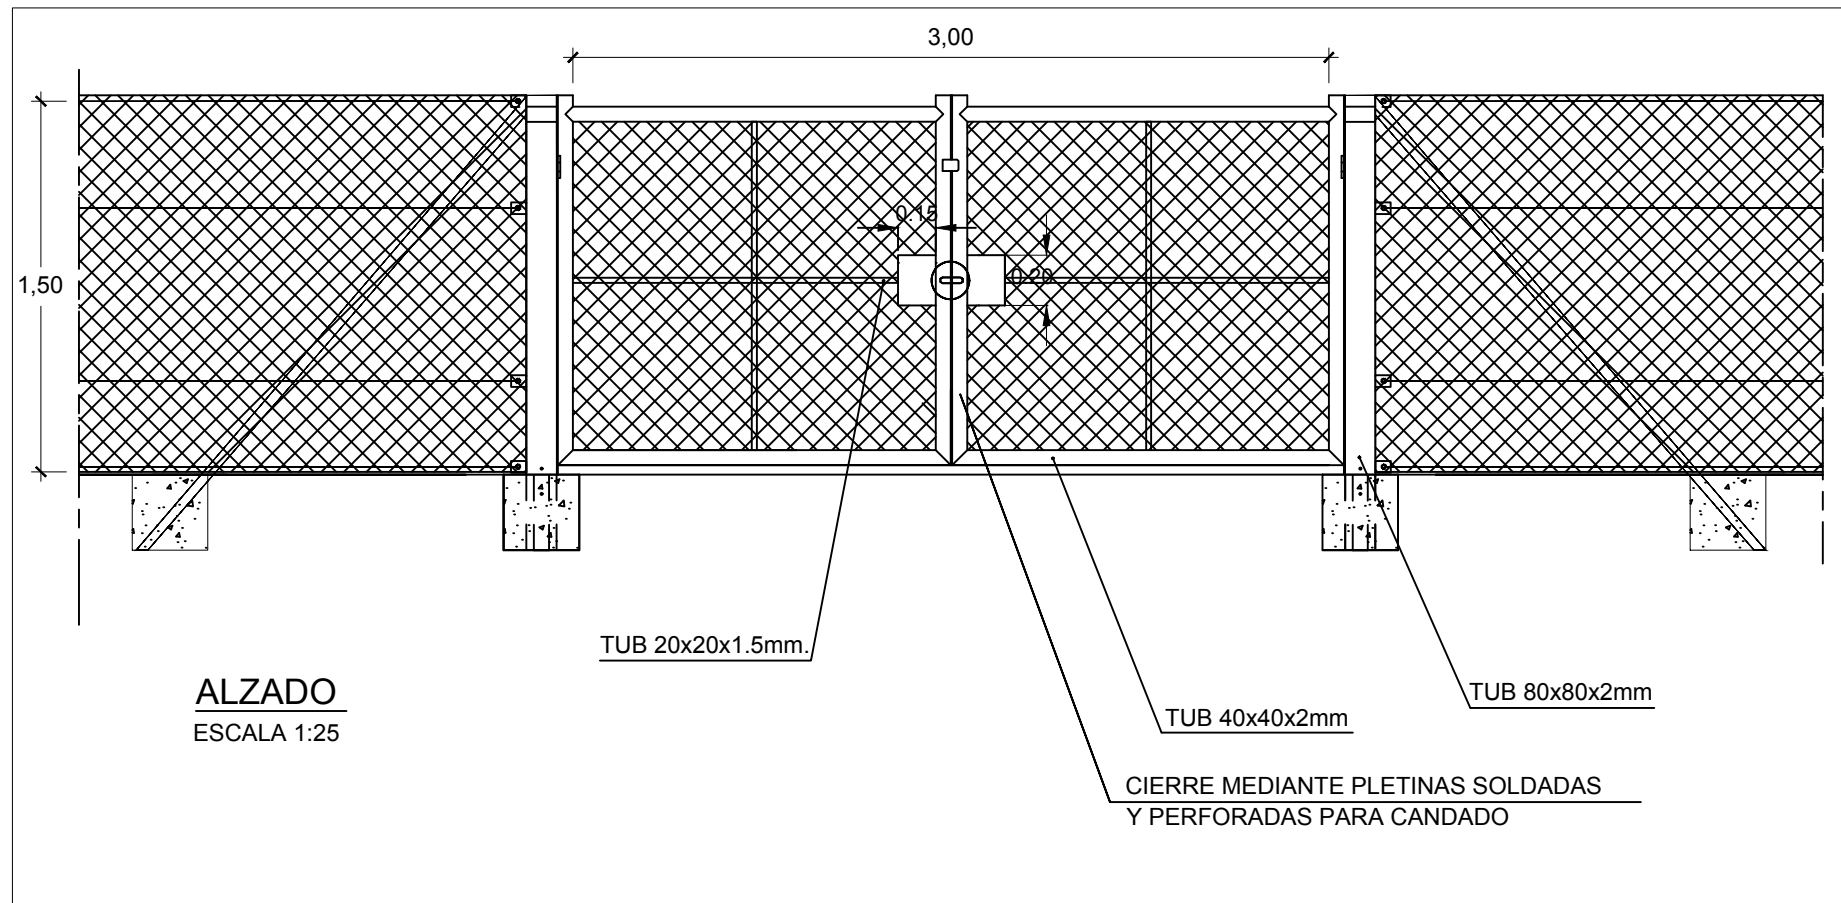 3,00
0.15
1,50
0.20
TUB 20x20x1.5mm.
ALZADO
ESCALA 1:25
TUB 80x80x2mm
TUB 40x40x2mm
CIERRE MEDIANTE PLETINAS SOLDADAS
Y PERFORADAS PARA CANDADO